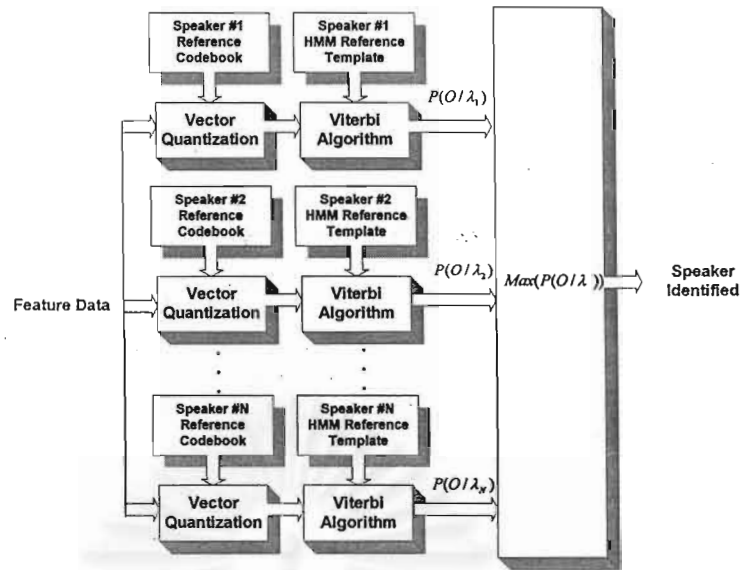 Speaker #1
Reference
Codebook
Speaker #1
HMM Reference
Template
P(O/λ₁)
Vector
Quantization
Viterbi
Algorithm
Speaker #2
Reference
Codebook
Speaker #2
HMM Reference
Template
P(O/λ₂)
Feature Data
Vector
Quantization
Viterbi
Algorithm
Max(P(O/λ ))
Speaker
Identified
Speaker #N
Reference
Codebook
Speaker #N
HMM Reference
Template
P(O/λ_N)
Vector
Quantization
Viterbi
Algorithm